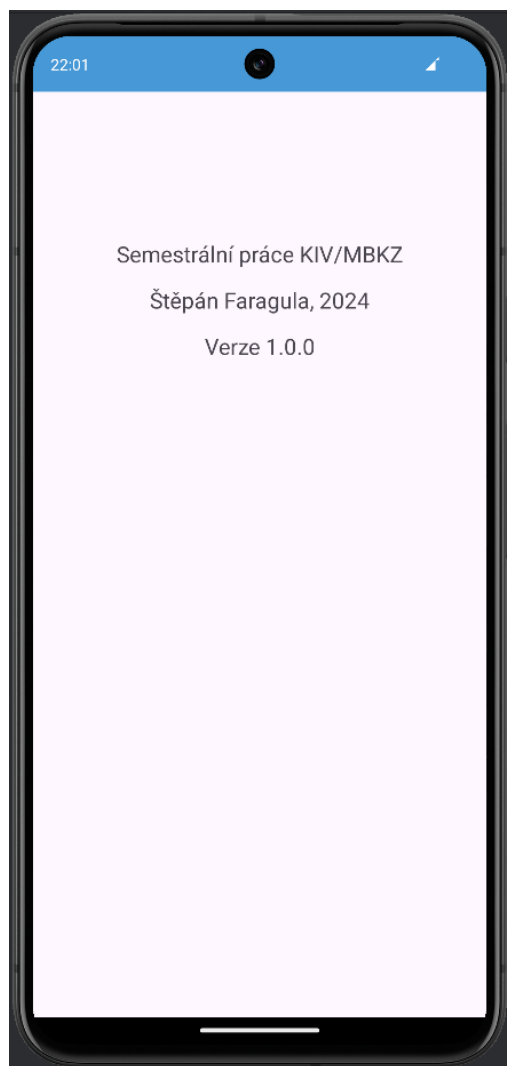 22:01
Semestrální práce KIV/MBKZ
Štěpán Faragula, 2024
Verze 1.0.0